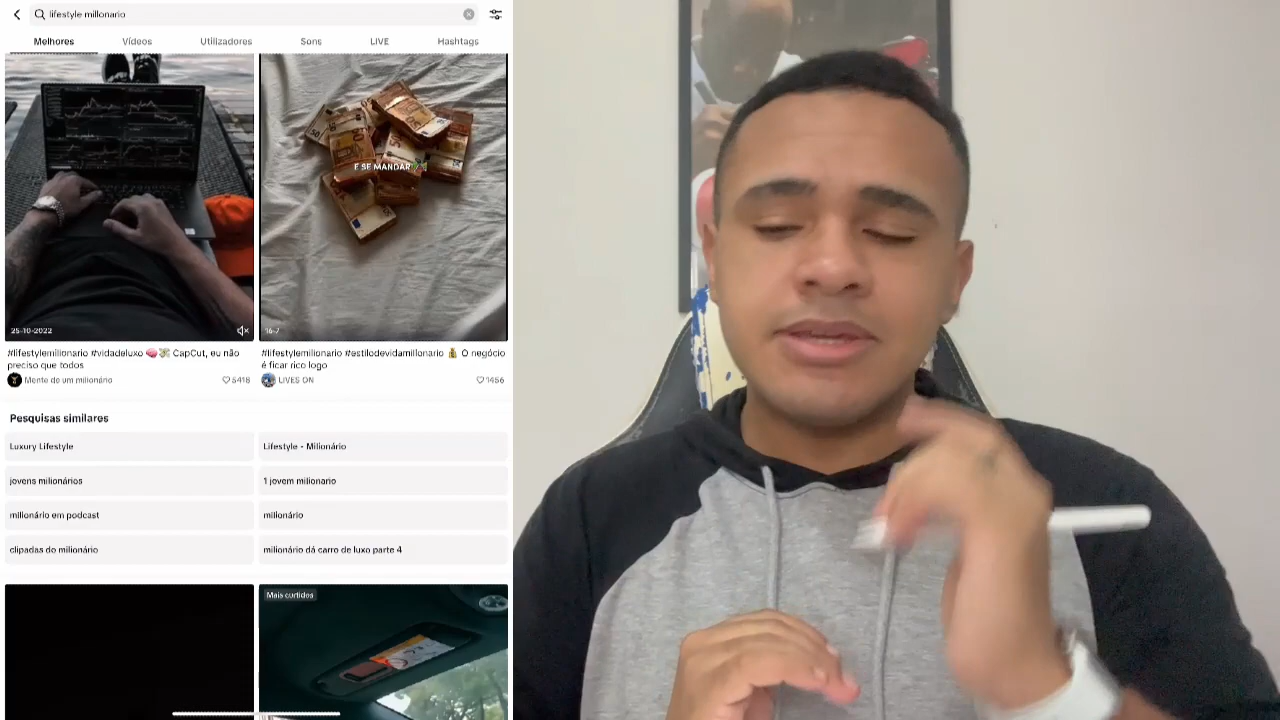 lifestyle millonario
Melhores Vídeos Utilizadores Sons LIVE Hashtags
E SE MANDAR
25-10-2022
16-7
#lifestylemilionario #vidadeluxo 🧠💸 CapCut, eu não
preciso que todos
Mente de um milionário
5418
#lifestylemilionario #estilodevidamillonario 💰 O negócio
é ficar rico logo
LIVES ON
1456
Pesquisas similares
Luxury Lifestyle
Lifestyle - Milionário
jovens milionários
1 jovem milionario
milionário em podcast
milionário
clipadas do milionário
milionário dá carro de luxo parte 4
Mais curtidos